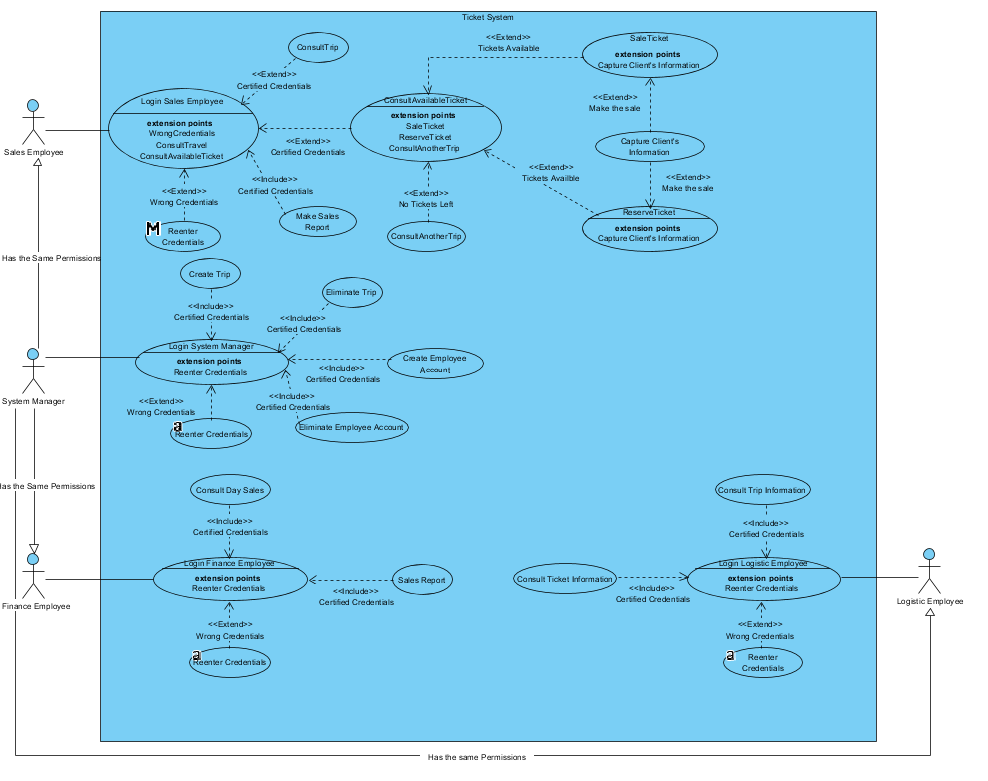 Ticket System
ConsultTrip
<<Extend>>
Certified Credentials
<<Extend>>
Tickets Available
SaleTicket
extension points
Capture Client's Information
Login Sales Employee
extension points
WrongCredentials
ConsultTravel
ConsultAvailableTicket
ConsultAvailableTicket
extension points
SaleTicket
ReserveTicket
ConsultAnotherTrip
<<Extend>>
Make the sale
Sales Employee
<<Extend>>
Certified Credentials
Capture Client's
Information
<<Extend>>
Tickets Availble
<<Extend>>
Make the sale
<<Include>>
Certified Credentials
<<Extend>>
Wrong Credentials
<<Extend>>
No Tickets Left
Make Sales
Report
ReserveTicket
extension points
Capture Client's Information
M
Reenter
Credentials
ConsultAnotherTrip
Has the Same Permissions
Create Trip
Eliminate Trip
<<Include>>
Certified Credentials
<<Include>>
Certified Credentials
Login System Manager
extension points
Reenter Credentials
Create Employee
Account
<<Include>>
Certified Credentials
System Manager
<<Extend>>
Wrong Credentials
<<Include>>
Certified Credentials
a
Reenter Credentials
Eliminate Employee Account
Has the Same Permissions
Consult Day Sales
Consult Trip Information
<<Include>>
Certified Credentials
<<Include>>
Certified Credentials
Login Finance Employee
extension points
Reenter Credentials
Sales Report
<<Include>>
Certified Credentials
Consult Ticket Information
<<Include>>
Certified Credentials
Login Logistic Employee
extension points
Reenter Credentials
Finance Employee
Logistic Employee
<<Extend>>
Wrong Credentials
<<Extend>>
Wrong Credentials
a
Reenter Credentials
a
Reenter
Credentials
Has the same Permissions